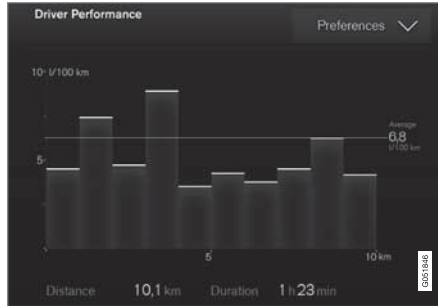 Driver Performance
Preferences
10 l/100 km
Average
6,8
l/100 km
5
5
10 km
Distance 10,1 km Duration 1 h 23 min
G051846